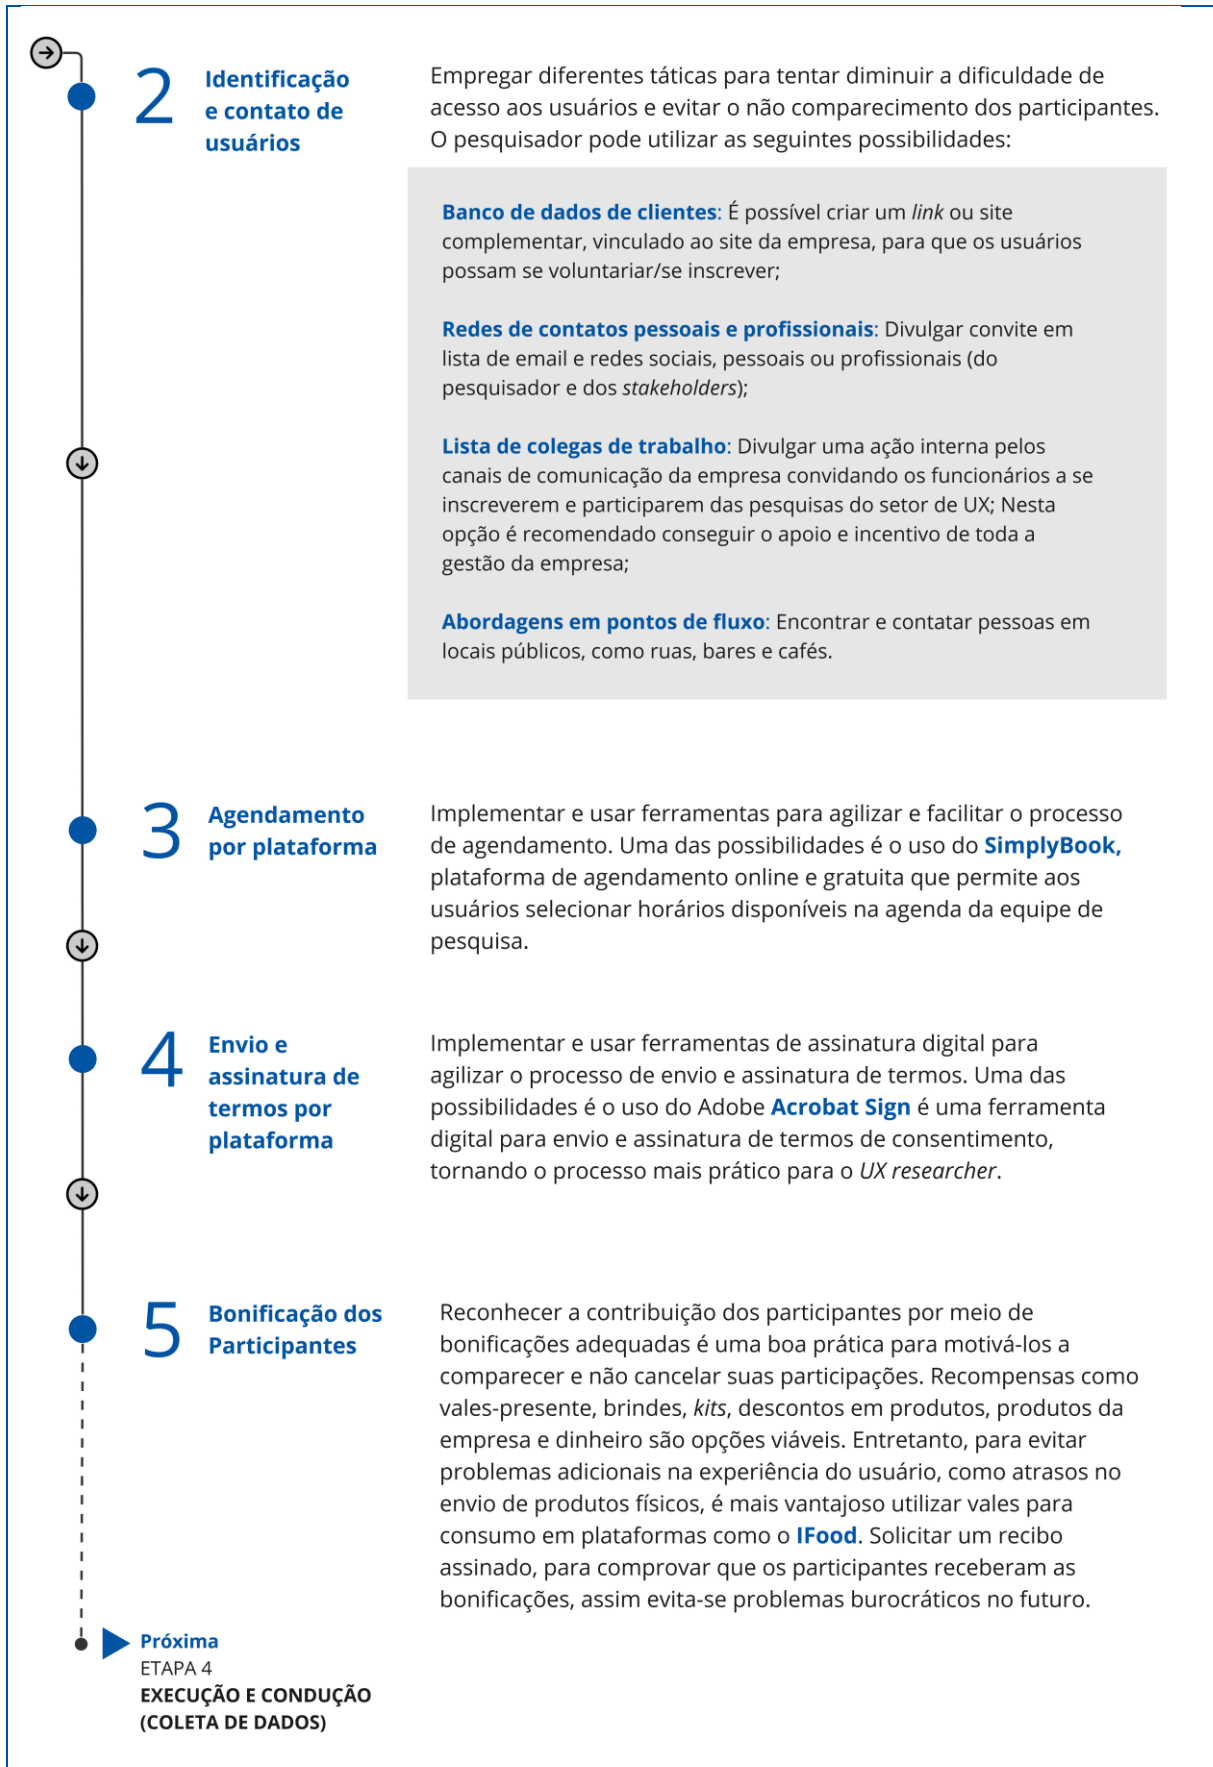 2
Identificação
e contato de
usuários
Empregar diferentes táticas para tentar diminuir a dificuldade de
acesso aos usuários e evitar o não comparecimento dos participantes.
O pesquisador pode utilizar as seguintes possibilidades:
Banco de dados de clientes: É possível criar um link ou site
complementar, vinculado ao site da empresa, para que os usuários
possam se voluntariar/se inscrever;
Redes de contatos pessoais e profissionais: Divulgar convite em
lista de email e redes sociais, pessoais ou profissionais (do
pesquisador e dos stakeholders);
Lista de colegas de trabalho: Divulgar uma ação interna pelos
canais de comunicação da empresa convidando os funcionários a se
inscreverem e participarem das pesquisas do setor de UX; Nesta
opção é recomendado conseguir o apoio e incentivo de toda a
gestão da empresa;
Abordagens em pontos de fluxo: Encontrar e contatar pessoas em
locais públicos, como ruas, bares e cafés.
3
Agendamento
por plataforma
Implementar e usar ferramentas para agilizar e facilitar o processo
de agendamento. Uma das possibilidades é o uso do SimplyBook,
plataforma de agendamento online e gratuita que permite aos
usuários selecionar horários disponíveis na agenda da equipe de
pesquisa.
4
Envio e
assinatura de
termos por
plataforma
Implementar e usar ferramentas de assinatura digital para
agilizar o processo de envio e assinatura de termos. Uma das
possibilidades é o uso do Adobe Acrobat Sign é uma ferramenta
digital para envio e assinatura de termos de consentimento,
tornando o processo mais prático para o UX researcher.
5
Bonificação dos
Participantes
Reconhecer a contribuição dos participantes por meio de
bonificações adequadas é uma boa prática para motivá-los a
comparecer e não cancelar suas participações. Recompensas como
vales-presente, brindes, kits, descontos em produtos, produtos da
empresa e dinheiro são opções viáveis. Entretanto, para evitar
problemas adicionais na experiência do usuário, como atrasos no
envio de produtos físicos, é mais vantajoso utilizar vales para
consumo em plataformas como o IFood. Solicitar um recibo
assinado, para comprovar que os participantes receberam as
bonificações, assim evita-se problemas burocráticos no futuro.
Próxima
ETAPA 4
EXECUÇÃO E CONDUÇÃO
(COLETA DE DADOS)